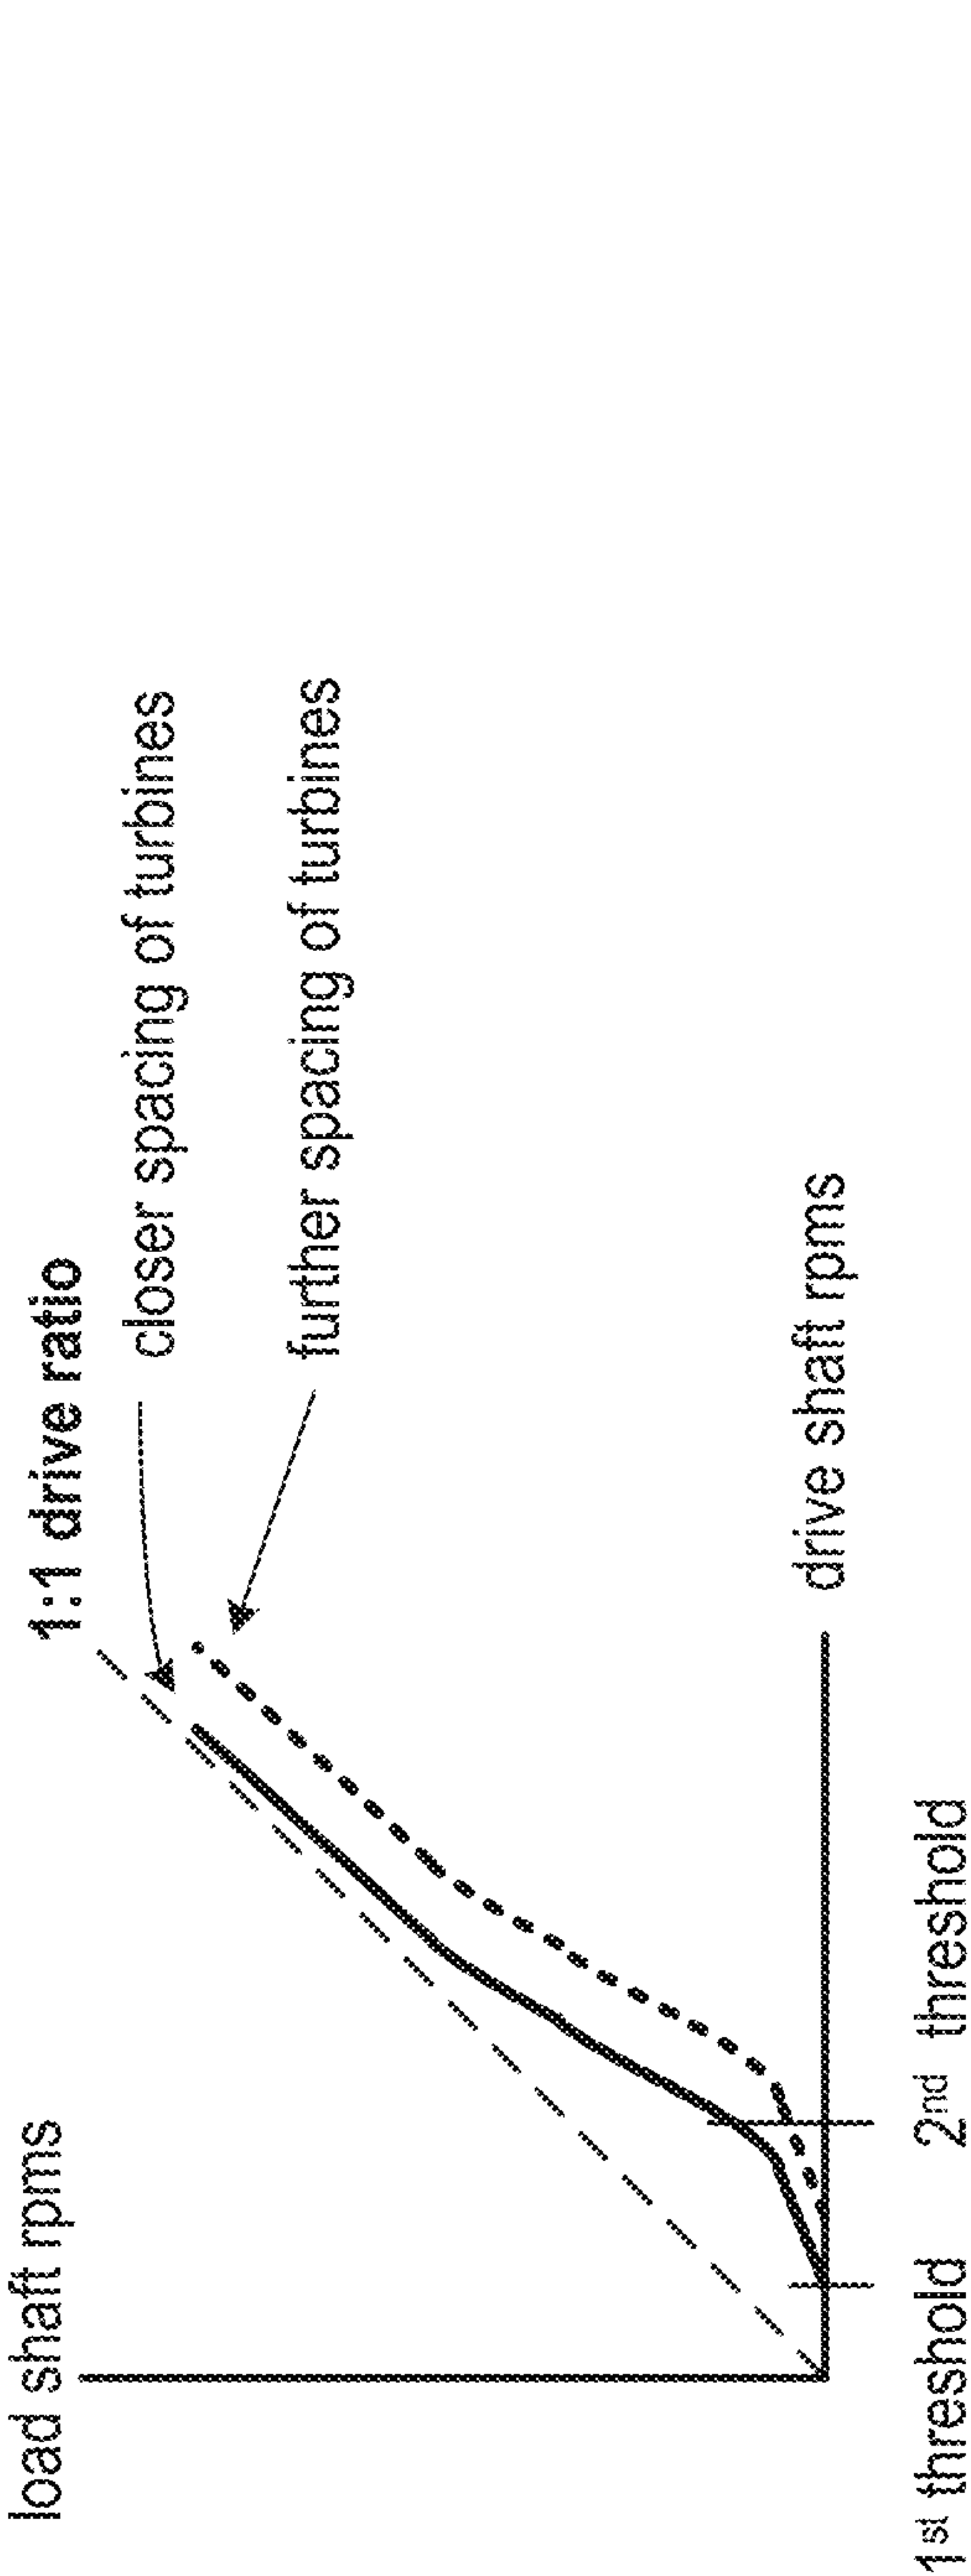 load shaft rpms
1:1 drive ratio
closer spacing of turbines
further spacing of turbines
drive shaft rpms
1st threshold
2nd threshold